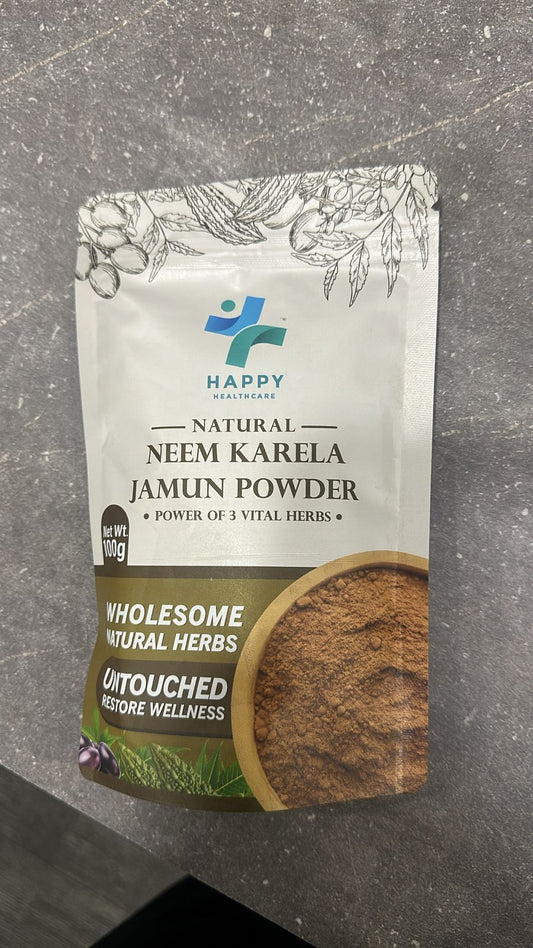 HAPPY
HEALTHCARE
NATURAL
NEEM KARELA
JAMUN POWDER
• POWER OF 3 VITAL HERBS •
Net Wt.
100g
WHOLESOME
NATURAL HERBS
UNTOUCHED
RESTORE WELLNESS